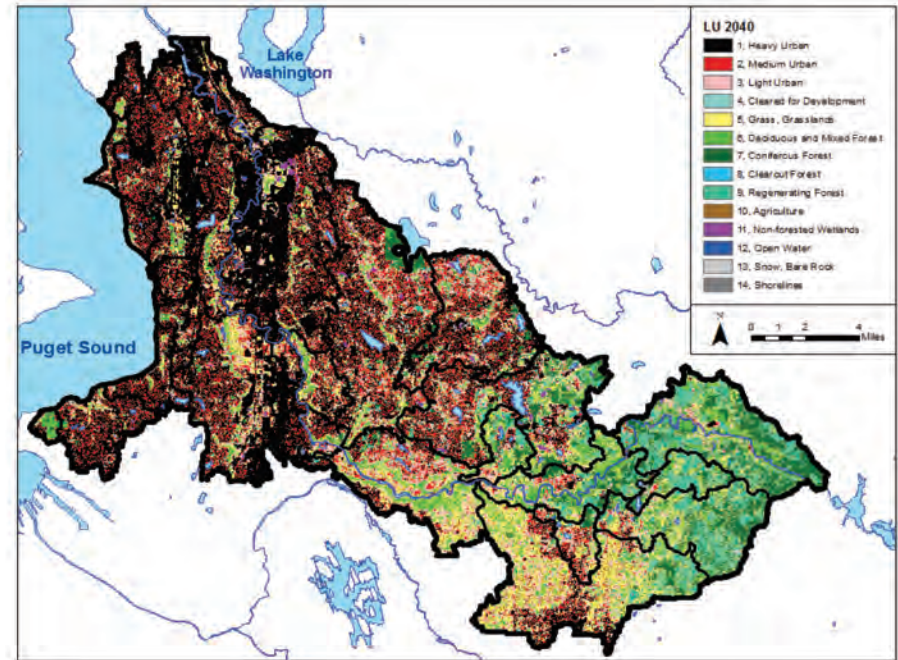 Lake
Washington
Puget Sound
LU 2040
1, Heavy Urban
2, Medium Urban
3, Light Urban
4, Cleared for Development
5, Grass, Grasslands
6, Deciduous and Mixed Forest
7, Coniferous Forest
8, Clearcut Forest
9, Regenerating Forest
10, Agriculture
11, Non-forested Wetlands
12, Open Water
13, Snow, Bare Rock
14, Shorelines
N
0 1 2 4
Miles